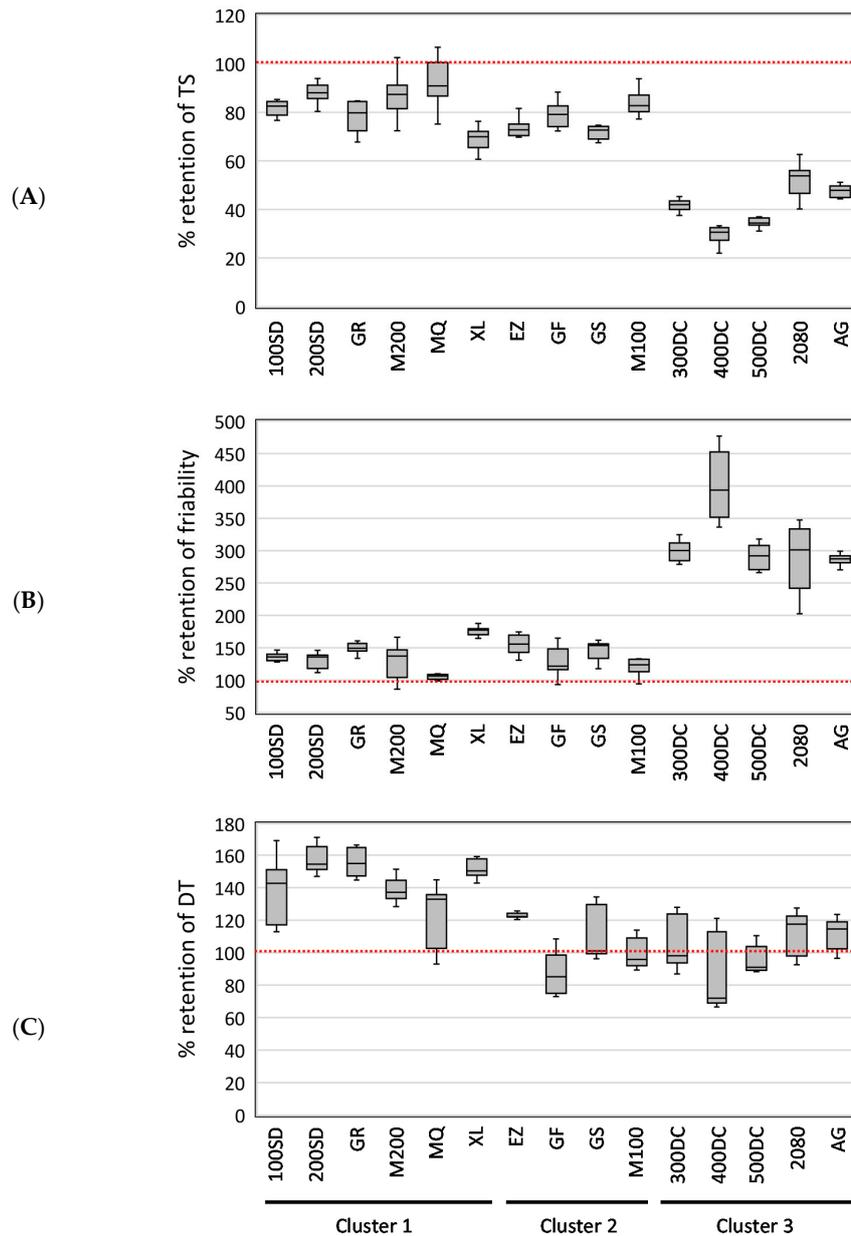 (A)
% retention of TS
120
100
80
60
40
20
0
100SD 200SD GR M200 MQ XL EZ GF GS M100 300DC 400DC 500DC 2080 AG
(B)
% retention of friability
500
450
400
350
300
250
200
150
100
50
100SD 200SD GR M200 MQ XL EZ GF GS M100 300DC 400DC 500DC 2080 AG
(C)
% retention of DT
180
160
140
120
100
80
60
40
20
0
100SD 200SD GR M200 MQ XL EZ GF GS M100 300DC 400DC 500DC 2080 AG
Cluster 1 Cluster 2 Cluster 3